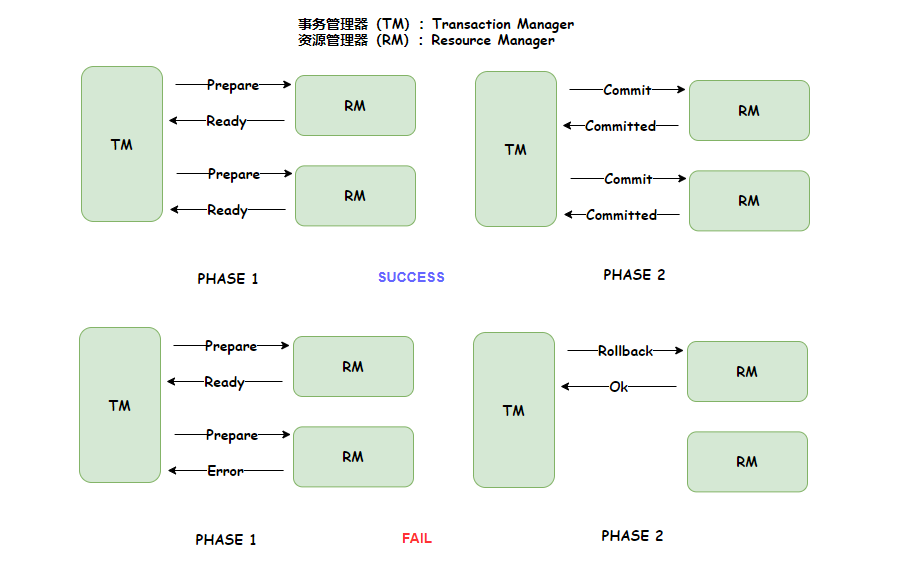 事务管理器 (TM) : Transaction Manager
资源管理器 (RM) : Resource Manager
TM
Prepare
RM
Ready
Prepare
RM
Ready
PHASE 1
TM
Commit
RM
Committed
Commit
RM
Committed
PHASE 2
SUCCESS
TM
Prepare
RM
Ready
Prepare
RM
Error
PHASE 1
TM
Rollback
RM
Ok
RM
PHASE 2
FAIL